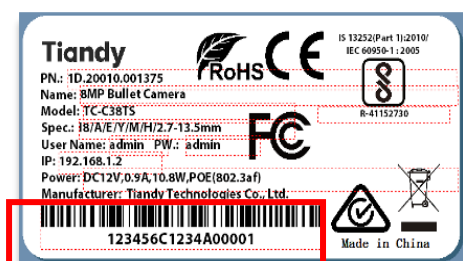 Tiandy
RoHS
CE
IS 13252(Part 1):2010/
IEC 60950-1 : 2005
R-41152730
PN.: 1D.20010.001375
Name: 8MP Bullet Camera
Model: TC-C38TS
Spec.: I8/A/E/Y/M/H/2.7-13.5mm
User Name: admin PW.: admin
FC
IP: 192.168.1.2
Power: DC12V,0.9A,10.8W,POE(802.3af)
Manufacturer: Tiandy Technologies Co., Ltd.
123456C1234A00001
Made in China